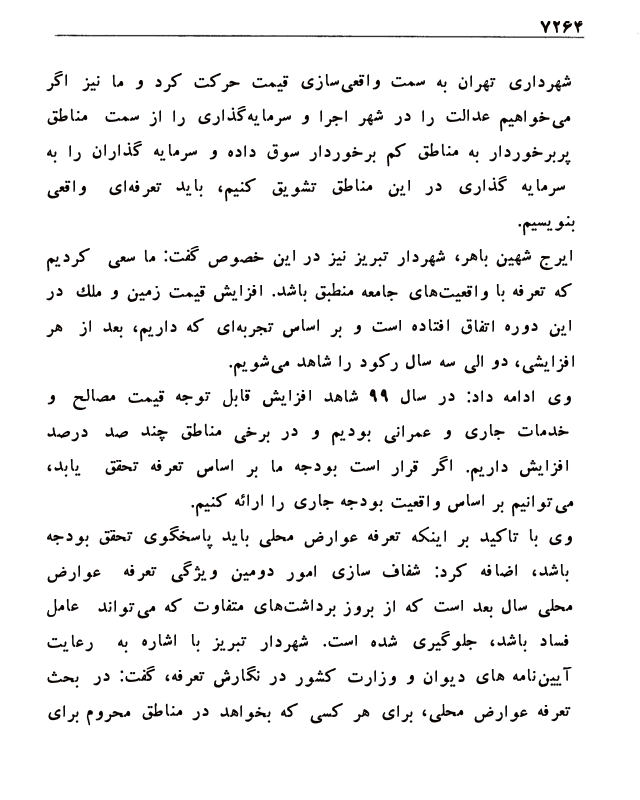 ۷۲۶۴
شهرداری تهران به سمت واقعی‌سازی قیمت حرکت کرد و ما نیز اگر
می‌خواهیم عدالت را در شهر اجرا و سرمایه‌گذاری را از سمت مناطق
پربرخوردار به مناطق کم برخوردار سوق داده و سرمایه گذاران را به
سرمایه گذاری در این مناطق تشویق کنیم، باید تعرفه‌ای واقعی
بنویسیم.
ایرج شهین باهر، شهردار تبریز نیز در این خصوص گفت: ما سعی کردیم
که تعرفه با واقعیت‌های جامعه منطبق باشد. افزایش قیمت زمین و ملك در
این دوره اتفاق افتاده است و بر اساس تجربه‌ای که داریم، بعد از هر
افزایشی، دو الی سه سال رکود را شاهد می‌شویم.
وی ادامه داد: در سال ۹۹ شاهد افزایش قابل توجه قیمت مصالح و
خدمات جاری و عمرانی بودیم و در برخی مناطق چند صد درصد
افزایش داریم. اگر قرار است بودجه ما بر اساس تعرفه تحقق یابد،
می‌توانیم بر اساس واقعیت بودجه جاری را ارائه کنیم.
وی با تاکید بر اینکه تعرفه عوارض محلی باید پاسخگوی تحقق بودجه
باشد، اضافه کرد: شفاف سازی امور دومین ویژگی تعرفه عوارض
محلی سال بعد است که از بروز برداشت‌های متفاوت که می‌تواند عامل
فساد باشد، جلوگیری شده است. شهردار تبریز با اشاره به رعایت
آیین‌نامه های دیوان و وزارت کشور در نگارش تعرفه، گفت: در بحث
تعرفه عوارض محلی، برای هر کسی که بخواهد در مناطق محروم برای